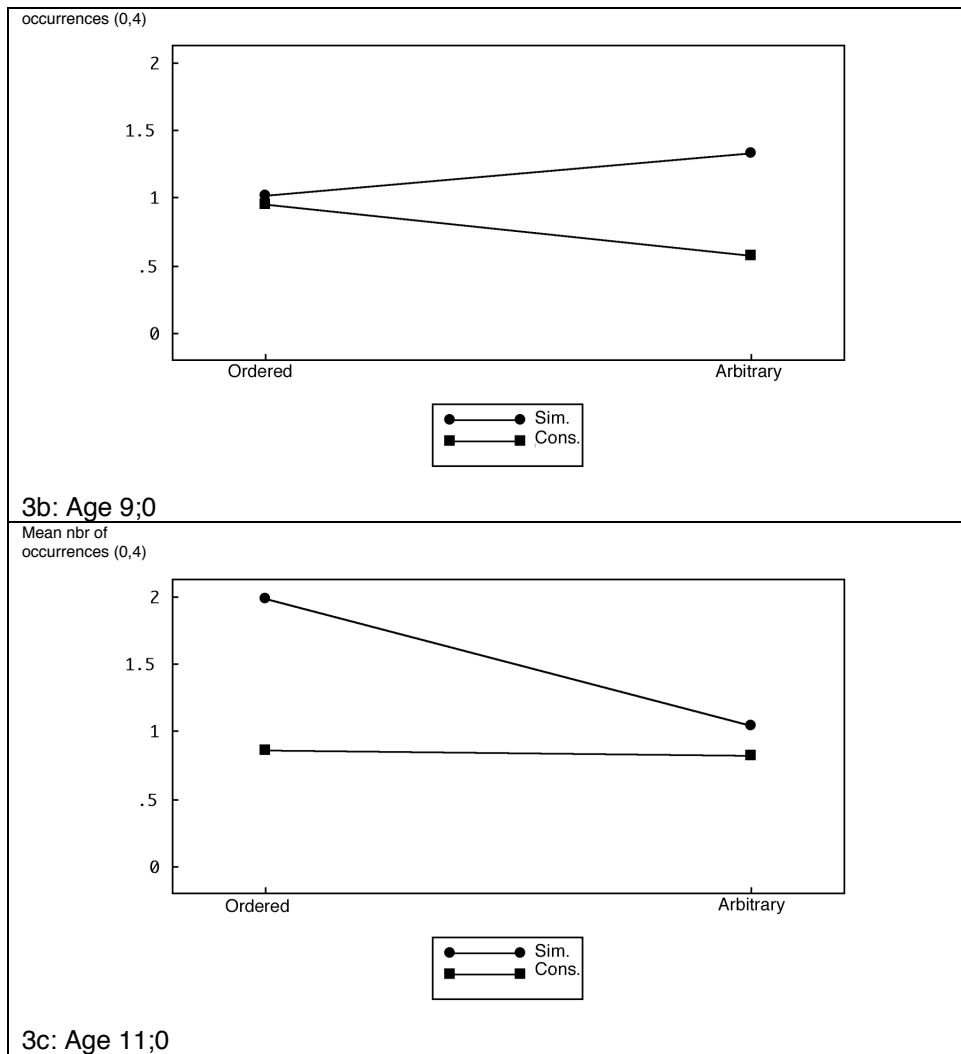 occurrences (0,4)
2
1.5
1
.5
0
Ordered Arbitrary
Sim.
Cons.
3b: Age 9;0
Mean nbr of
occurrences (0,4)
2
1.5
1
.5
0
Ordered Arbitrary
Sim.
Cons.
3c: Age 11;0